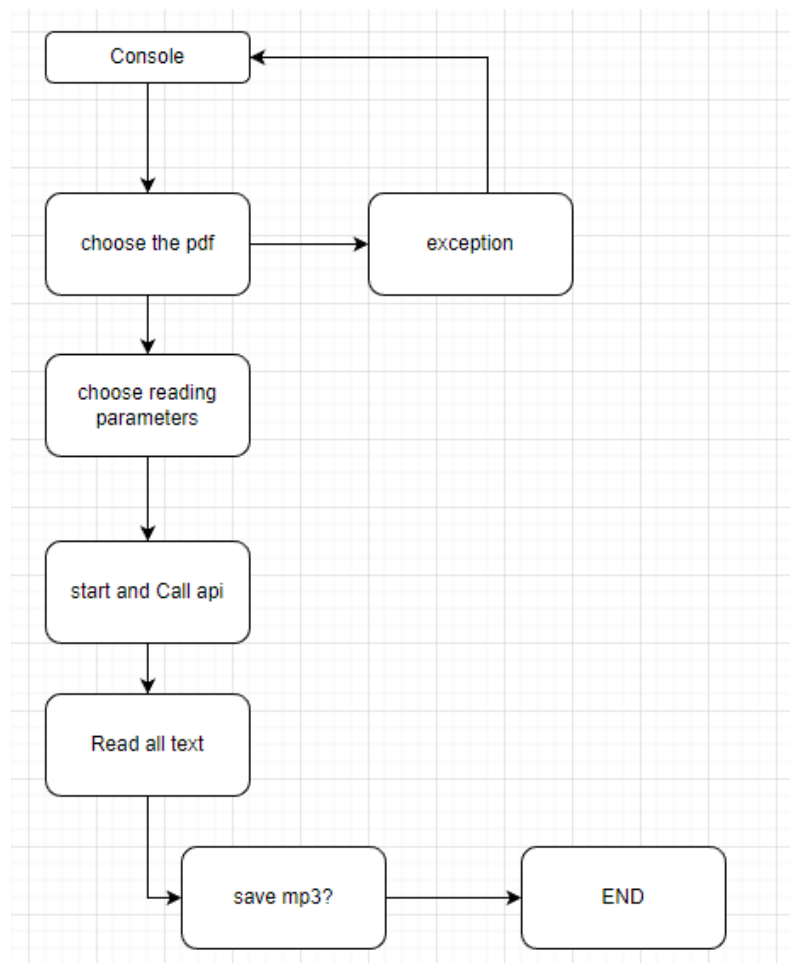 Console
choose the pdf
exception
choose reading
parameters
start and Call api
Read all text
save mp3?
END